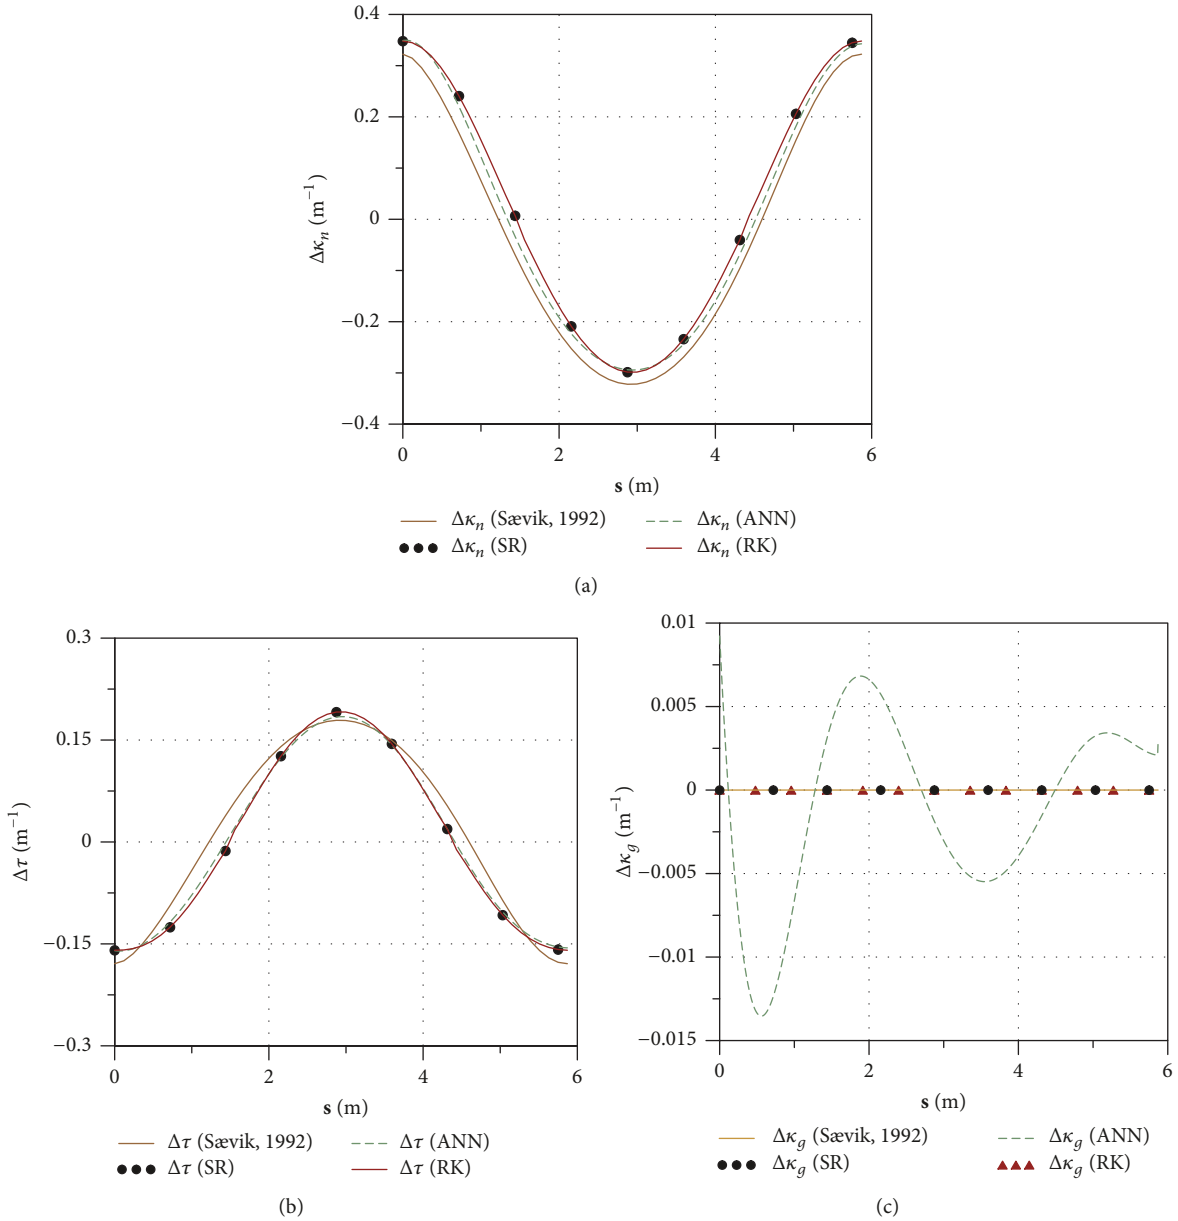 0.4
0.2
0
−0.2
−0.4
Δκn (m−1)
0 2 4 6
s (m)
Δκn (Sævik, 1992) Δκn (ANN)
Δκn (SR) Δκn (RK)
(a)
0.3
0.15
0
−0.15
−0.3
Δτ (m−1)
0 2 4 6
s (m)
Δτ (Sævik, 1992) Δτ (ANN)
Δτ (SR) Δτ (RK)
(b)
0.01
0.005
0
−0.005
−0.01
−0.015
Δκg (m−1)
0 2 4 6
s (m)
Δκg (Sævik, 1992) Δκg (ANN)
Δκg (SR) Δκg (RK)
(c)